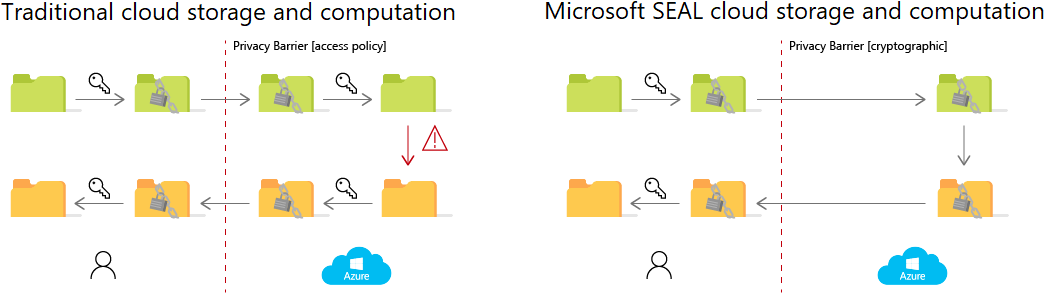 Traditional cloud storage and computation
Privacy Barrier [access policy]
Azure
Microsoft SEAL cloud storage and computation
Privacy Barrier [cryptographic]
Azure